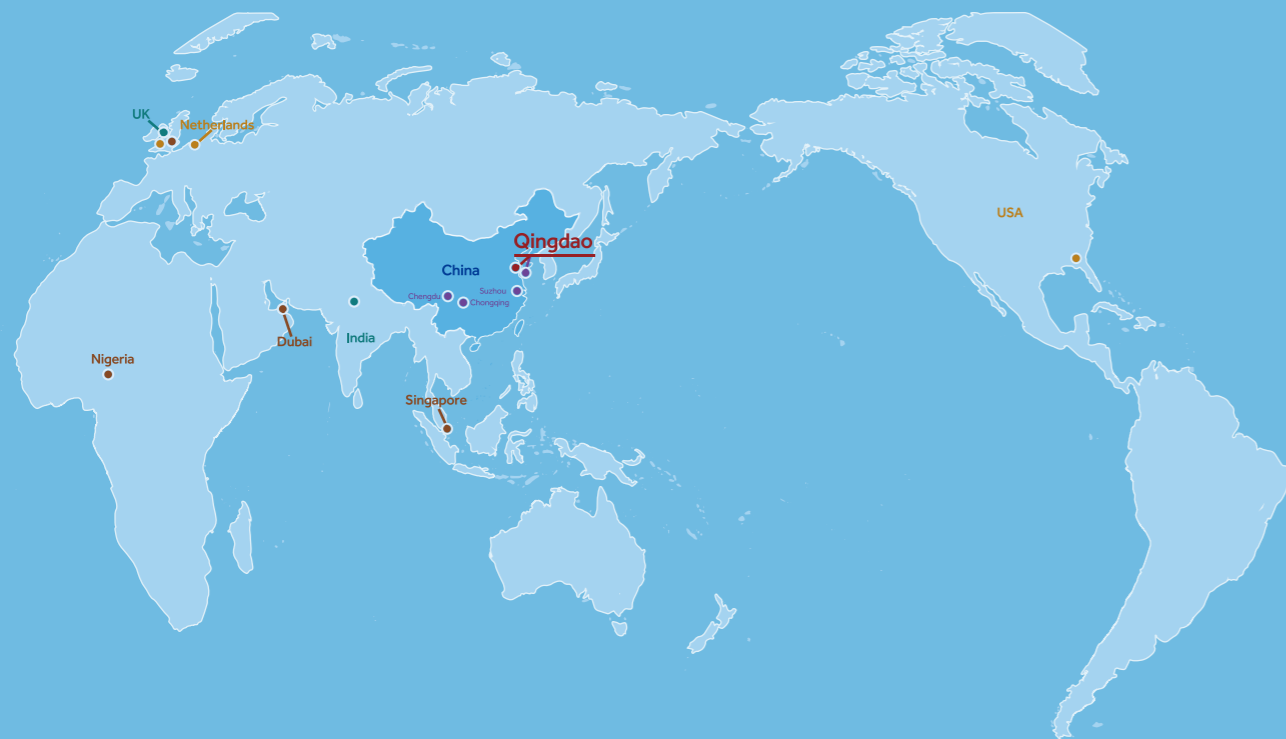 UK
Netherlands
USA
Qingdao
China
Suzhou
Chengdu
Chongqing
Dubai
India
Nigeria
Singapore